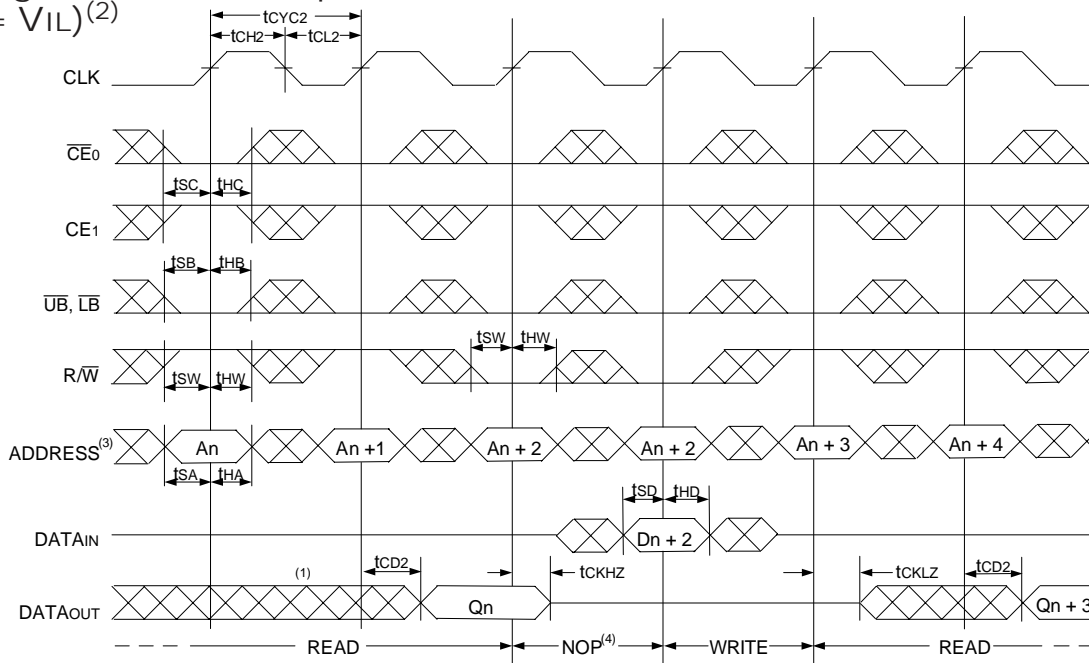 = VIL)(2)
tCYC2
tCH2 tCL2
CLK
CE0
tSC tHC
CE1
tSB tHB
UB, LB
tSW tHW
R/W
tSW tHW
ADDRESS(3) An An +1 An + 2 An + 2 An + 3 An + 4
tSA tHA
tSD tHD
DATAIN Dn + 2
(1) tCD2 tCKHZ tCKLZ tCD2
DATAOUT Qn Qn + 3
READ NOP(4) WRITE READ